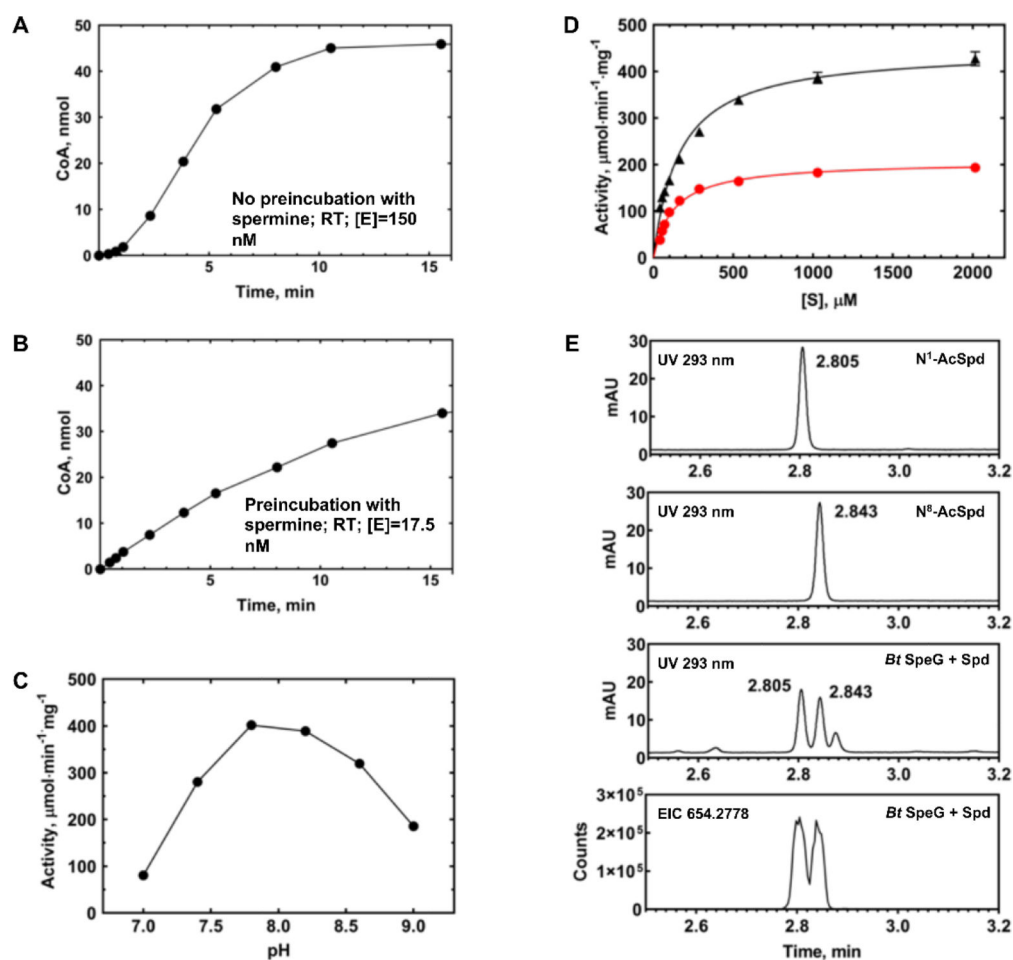 A
CoA, nmol
50
40
30
20
10
0
No preincubation with
spermine; RT; [E]=150
nM
5
10
15
Time, min
B
CoA, nmol
50
40
30
20
10
0
Preincubation with
spermine; RT; [E]=17.5
nM
5
10
15
Time, min
C
Activity, μmol·min⁻¹·mg⁻¹
500
400
300
200
100
0
7.0
7.5
8.0
8.5
9.0
pH
D
Activity, μmol·min⁻¹·mg⁻¹
500
400
300
200
100
0
0
500
1000
1500
2000
[S], μM
E
mAU
30
20
10
0
UV 293 nm
2.805
N¹-AcSpd
2.6
2.8
3.0
3.2
mAU
30
20
10
0
UV 293 nm
2.843
N⁸-AcSpd
2.6
2.8
3.0
3.2
mAU
30
20
10
0
UV 293 nm
Bt SpeG + Spd
2.805
2.843
2.6
2.8
3.0
3.2
Counts
3×10⁵
2×10⁵
1×10⁵
0
EIC 654.2778
Bt SpeG + Spd
2.6
2.8
3.0
3.2
Time, min